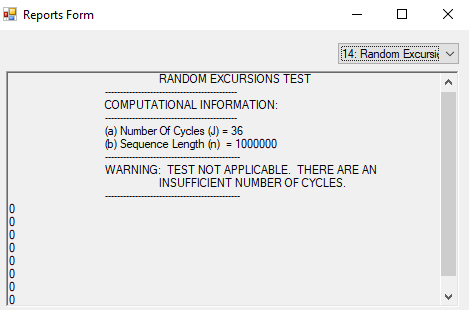 Reports Form
14: Random Excursi
RANDOM EXCURSIONS TEST
--------------------------------------------
COMPUTATIONAL INFORMATION:
--------------------------------------------
(a) Number Of Cycles (J) = 36
(b) Sequence Length (n)  = 1000000
---------------------------------------------
WARNING:  TEST NOT APPLICABLE.  THERE ARE AN
INSUFFICIENT NUMBER OF CYCLES.
---------------------------------------------
0
0
0
0
0
0
0
0